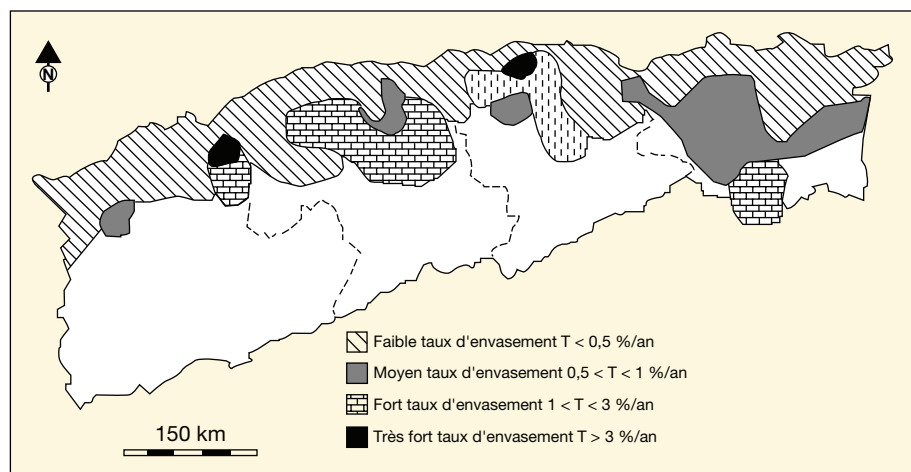 N
Faible taux d'envasement T < 0,5 %/an
Moyen taux d'envasement 0,5 < T < 1 %/an
Fort taux d'envasement 1 < T < 3 %/an
Très fort taux d'envasement T > 3 %/an
150 km